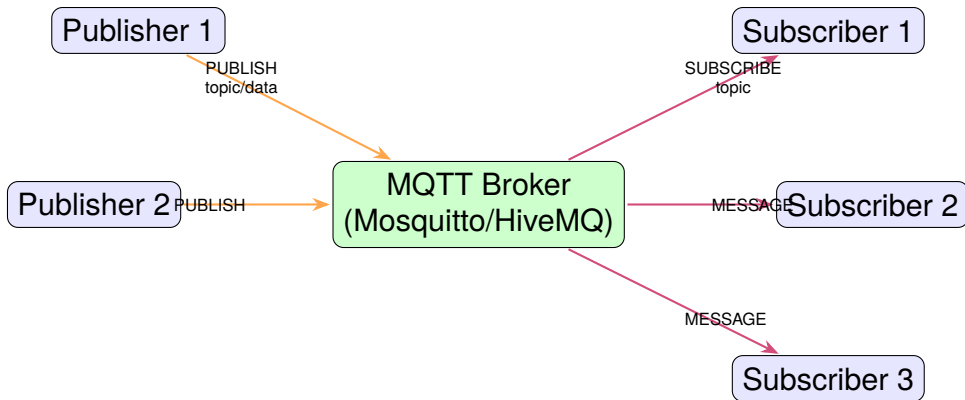 Publisher 1
Subscriber 1
PUBLISH
topic/data
SUBSCRIBE
topic
MQTT Broker
(Mosquitto/HiveMQ)
Publisher 2
PUBLISH
MESSAGE
Subscriber 2
MESSAGE
Subscriber 3